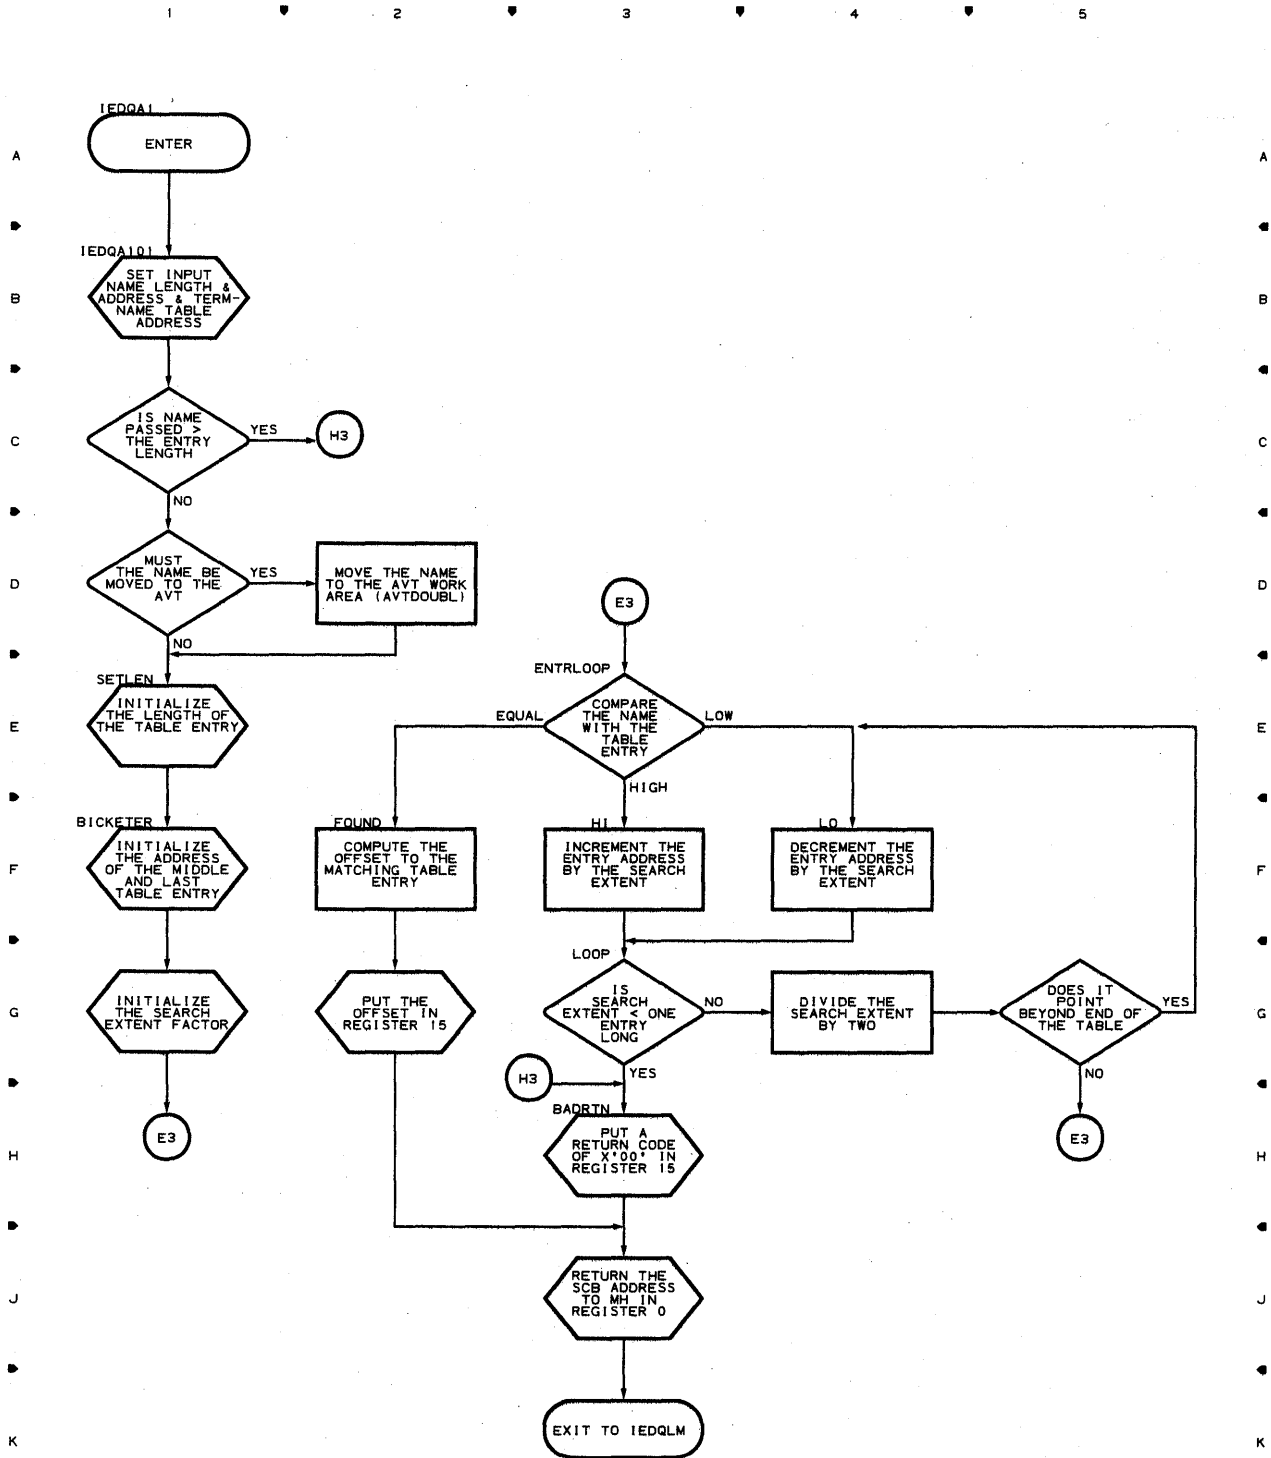 1 2 3 4 5
IEDQA1
ENTER
A A
IEDQA101
SET INPUT
NAME LENGTH &
ADDRESS & TERM-
NAME TABLE
ADDRESS
B B
IS NAME
PASSED >
THE ENTRY
LENGTH
YES
H3
C C
NO
MUST
THE NAME BE
MOVED TO THE
AVT
YES
MOVE THE NAME
TO THE AVT WORK
AREA (AVTDOUBL)
E3
D D
NO
SETLEN
INITIALIZE
THE LENGTH OF
THE TABLE ENTRY
ENTRLOOP
COMPARE
THE NAME
WITH THE
TABLE
ENTRY
EQUAL
LOW
HIGH
E E
BICKETER
INITIALIZE
THE ADDRESS
OF THE MIDDLE
AND LAST
TABLE ENTRY
FOUND
COMPUTE THE
OFFSET TO THE
MATCHING TABLE
ENTRY
HI
INCREMENT THE
ENTRY ADDRESS
BY THE SEARCH
EXTENT
LO
DECREMENT THE
ENTRY ADDRESS
BY THE SEARCH
EXTENT
F F
INITIALIZE
THE SEARCH
EXTENT FACTOR
PUT THE
OFFSET IN
REGISTER 15
LOOP
IS
SEARCH
EXTENT < ONE
ENTRY
LONG
NO
DIVIDE THE
SEARCH EXTENT
BY TWO
DOES IT
POINT
BEYOND END OF
THE TABLE
YES
G G
YES
NO
H3
E3
BADRTN
PUT A
RETURN CODE
OF X'00' IN
REGISTER 15
E3
H H
RETURN THE
SCB ADDRESS
TO MH IN
REGISTER 0
J J
EXIT TO IEDQLM
K K